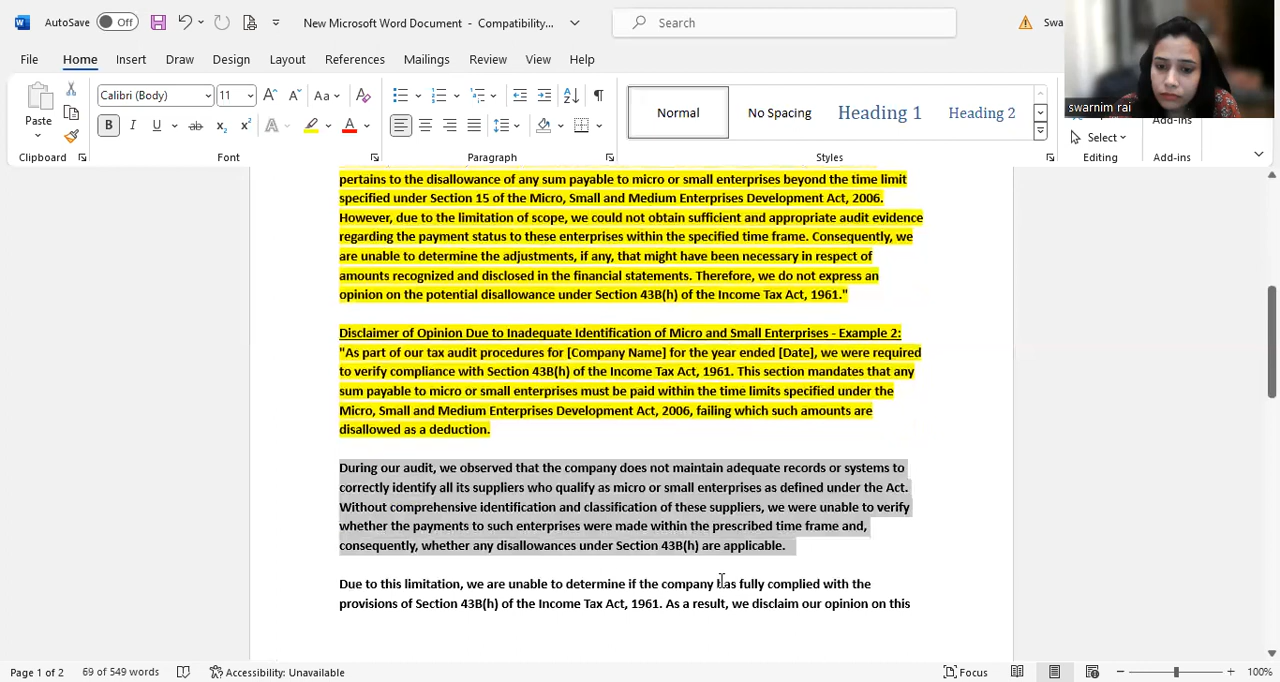 AutoSave Off New Microsoft Word Document - Compatibility... Search Swa
File Home Insert Draw Design Layout References Mailings Review View Help
Calibri (Body) 11 Aa
Paste
B I U ab x₂ x² A A
Normal No Spacing Heading 1 Heading 2
swarnim rai
Select
Add-ins
Clipboard Font Paragraph Styles Editing Add-ins
pertains to the disallowance of any sum payable to micro or small enterprises beyond the time limit
specified under Section 15 of the Micro, Small and Medium Enterprises Development Act, 2006.
However, due to the limitation of scope, we could not obtain sufficient and appropriate audit evidence
regarding the payment status to these enterprises within the specified time frame. Consequently, we
are unable to determine the adjustments, if any, that might have been necessary in respect of
amounts recognized and disclosed in the financial statements. Therefore, we do not express an
opinion on the potential disallowance under Section 43B(h) of the Income Tax Act, 1961."
Disclaimer of Opinion Due to Inadequate Identification of Micro and Small Enterprises - Example 2:
"As part of our tax audit procedures for [Company Name] for the year ended [Date], we were required
to verify compliance with Section 43B(h) of the Income Tax Act, 1961. This section mandates that any
sum payable to micro or small enterprises must be paid within the time limits specified under the
Micro, Small and Medium Enterprises Development Act, 2006, failing which such amounts are
disallowed as a deduction.
During our audit, we observed that the company does not maintain adequate records or systems to
correctly identify all its suppliers who qualify as micro or small enterprises as defined under the Act.
Without comprehensive identification and classification of these suppliers, we were unable to verify
whether the payments to such enterprises were made within the prescribed time frame and,
consequently, whether any disallowances under Section 43B(h) are applicable.
Due to this limitation, we are unable to determine if the company has fully complied with the
provisions of Section 43B(h) of the Income Tax Act, 1961. As a result, we disclaim our opinion on this
Page 1 of 2 69 of 549 words Accessibility: Unavailable Focus 100%